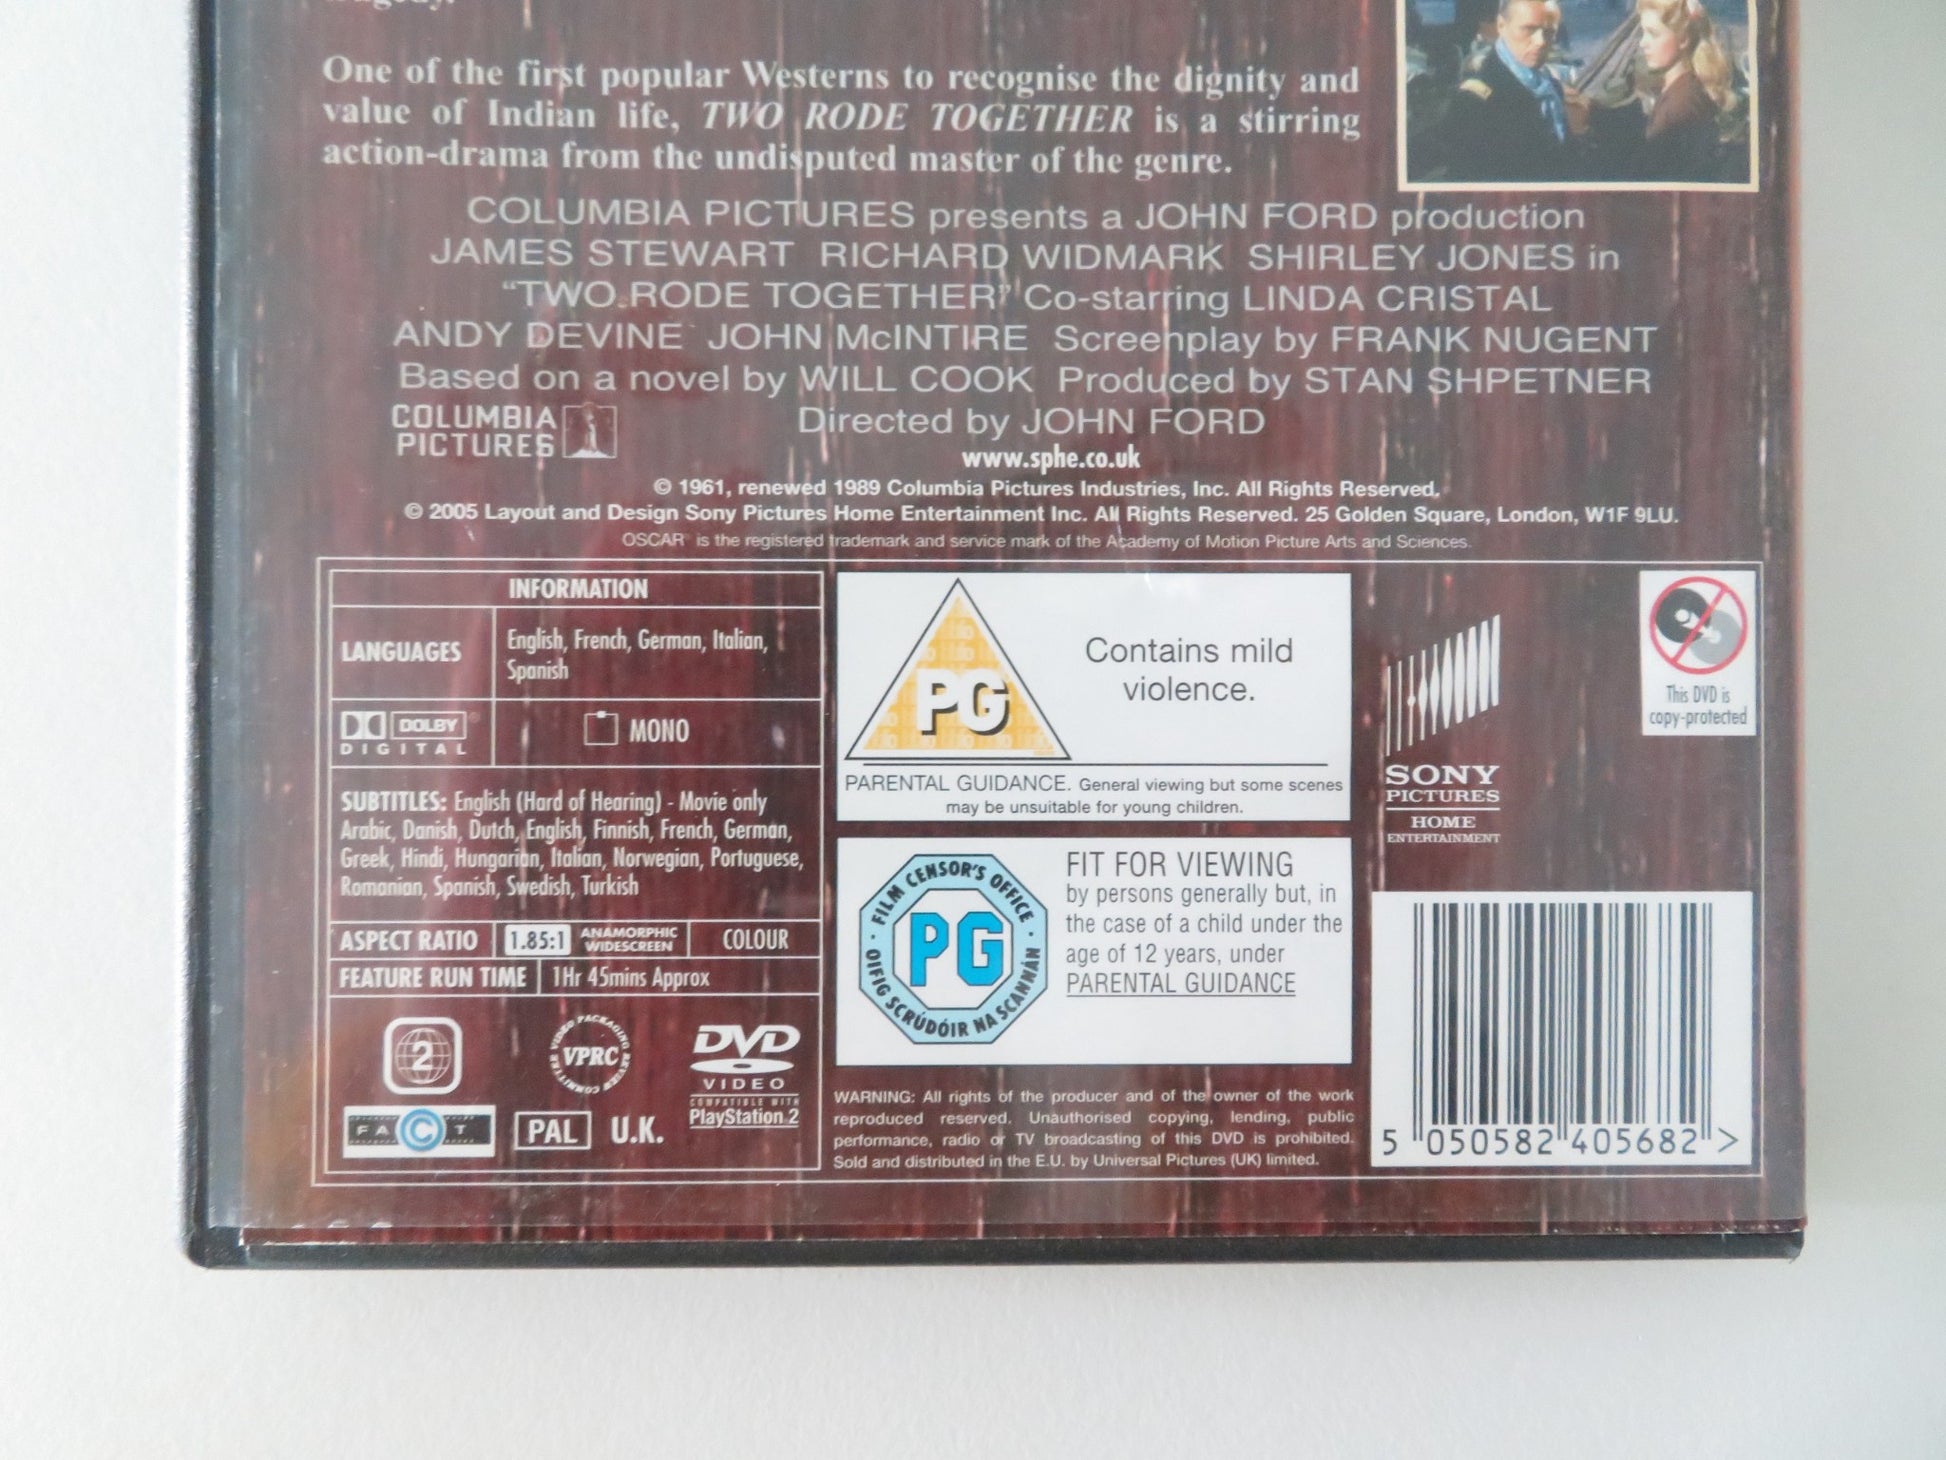 tragedy.
One of the first popular Westerns to recognise the dignity and
value of Indian life, TWO RODE TOGETHER is a stirring
action-drama from the undisputed master of the genre.
COLUMBIA PICTURES presents a JOHN FORD production
JAMES STEWART RICHARD WIDMARK SHIRLEY JONES in
“TWO RODE TOGETHER” Co-starring LINDA CRISTAL
ANDY DEVINE JOHN McINTIRE Screenplay by FRANK NUGENT
Based on a novel by WILL COOK Produced by STAN SHPETNER
COLUMBIA
PICTURES
Directed by JOHN FORD
www.sphe.co.uk
© 1961, renewed 1989 Columbia Pictures Industries, Inc. All Rights Reserved.
© 2005 Layout and Design Sony Pictures Home Entertainment Inc. All Rights Reserved. 25 Golden Square, London, W1F 9LU.
OSCAR® is the registered trademark and service mark of the Academy of Motion Picture Arts and Sciences.
INFORMATION
LANGUAGES
English, French, German, Italian,
Spanish
DOLBY®
DIGITAL
MONO
SUBTITLES: English (Hard of Hearing) - Movie only
Arabic, Danish, Dutch, English, Finnish, French, German,
Greek, Hindi, Hungarian, Italian, Norwegian, Portuguese,
Romanian, Spanish, Swedish, Turkish
ASPECT RATIO
1.85:1
ANAMORPHIC
WIDESCREEN
COLOUR
FEATURE RUN TIME
1Hr 45mins Approx
2
VIDEO PACKAGING REVIEW COMMITTEE
VPRC
DVD
VIDEO
COMPATIBLE WITH
PlayStation 2
FACT
PAL
U.K.
PG
Contains mild
violence.
PARENTAL GUIDANCE. General viewing but some scenes
may be unsuitable for young children.
FILM CENSOR'S OFFICE
PG
OIFIG SCRÚDÓIR NA SCANNÁN
FIT FOR VIEWING
by persons generally but, in
the case of a child under the
age of 12 years, under
PARENTAL GUIDANCE
WARNING: All rights of the producer and of the owner of the work
reproduced reserved. Unauthorised copying, lending, public
performance, radio or TV broadcasting of this DVD is prohibited.
Sold and distributed in the E.U. by Universal Pictures (UK) limited.
SONY
PICTURES
HOME
ENTERTAINMENT
This DVD is
copy-protected
5 050582 405682 >